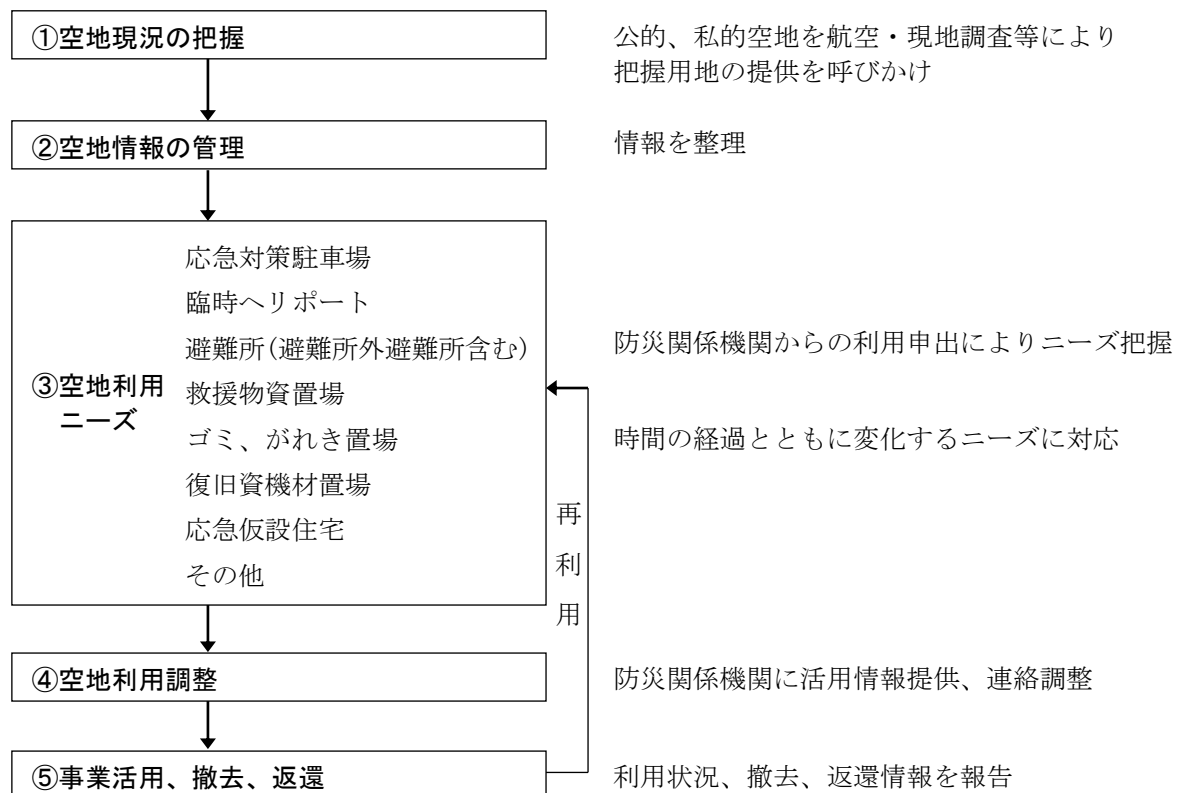 ①空地現況の把握
公的、私的空地を航空・現地調査等により
把握用地の提供を呼びかけ
②空地情報の管理
情報を整理
③空地利用
ニーズ
応急対策駐車場
臨時ヘリポート
避難所(避難所外避難所含む)
救援物資置場
ゴミ、がれき置場
復旧資機材置場
応急仮設住宅
その他
防災関係機関からの利用申出によりニーズ把握
時間の経過とともに変化するニーズに対応
再利用
④空地利用調整
防災関係機関に活用情報提供、連絡調整
⑤事業活用、撤去、返還
利用状況、撤去、返還情報を報告